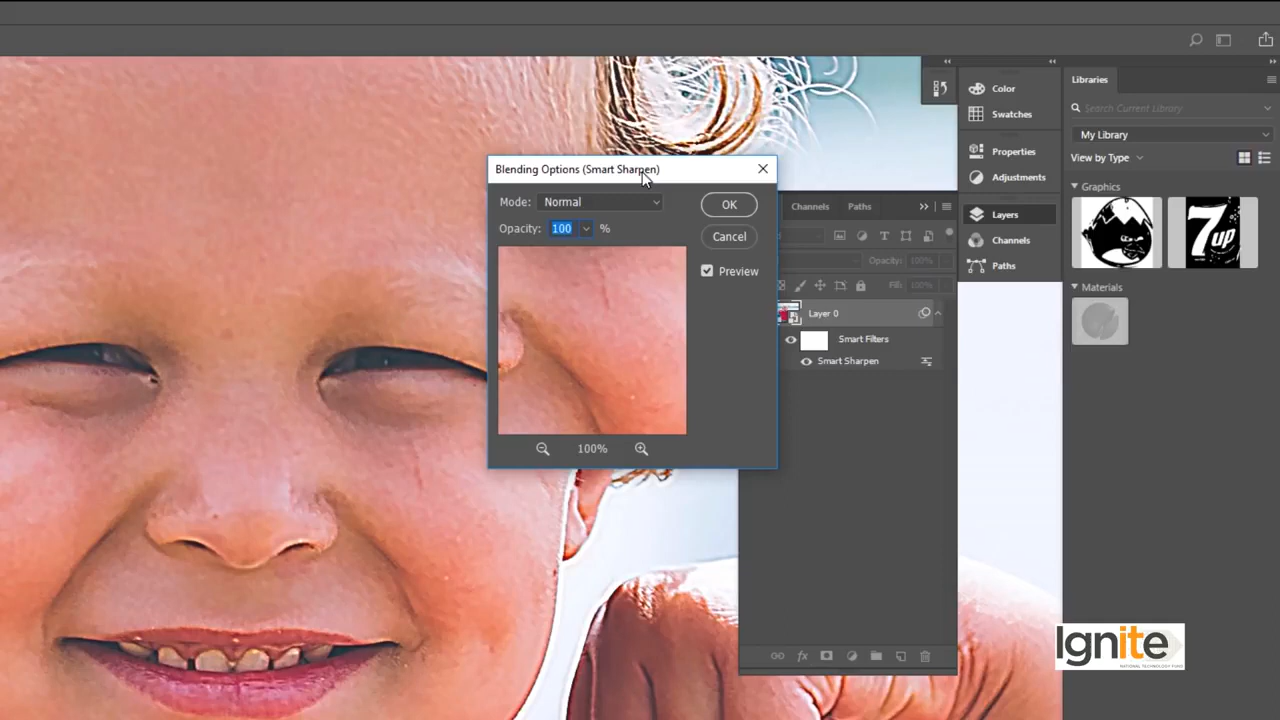 Libraries
Color
Search Current Library
Swatches
My Library
Properties
View by Type
Blending Options (Smart Sharpen)
Adjustments
Graphics
Mode: Normal
OK
Channels
Paths
Layers
Opacity: 100 %
Cancel
Channels
Opacity: 100%
Paths
Preview
Fill: 100%
Materials
Layer 0
7up
Smart Filters
Smart Sharpen
100%
Ignite
NATIONAL TECHNOLOGY FUND